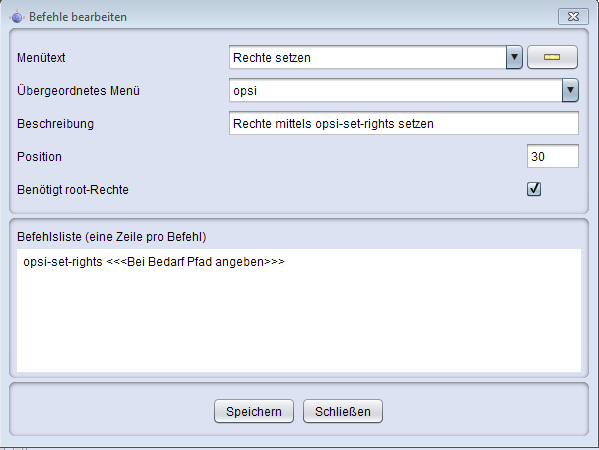 Befehle bearbeiten
Menütext Rechte setzen
Übergeordnetes Menü opsi
Beschreibung Rechte mittels opsi-set-rights setzen
Position 30
Benötigt root-Rechte
Befehlsliste (eine Zeile pro Befehl)
opsi-set-rights <<<Bei Bedarf Pfad angeben>>>
Speichern Schließen